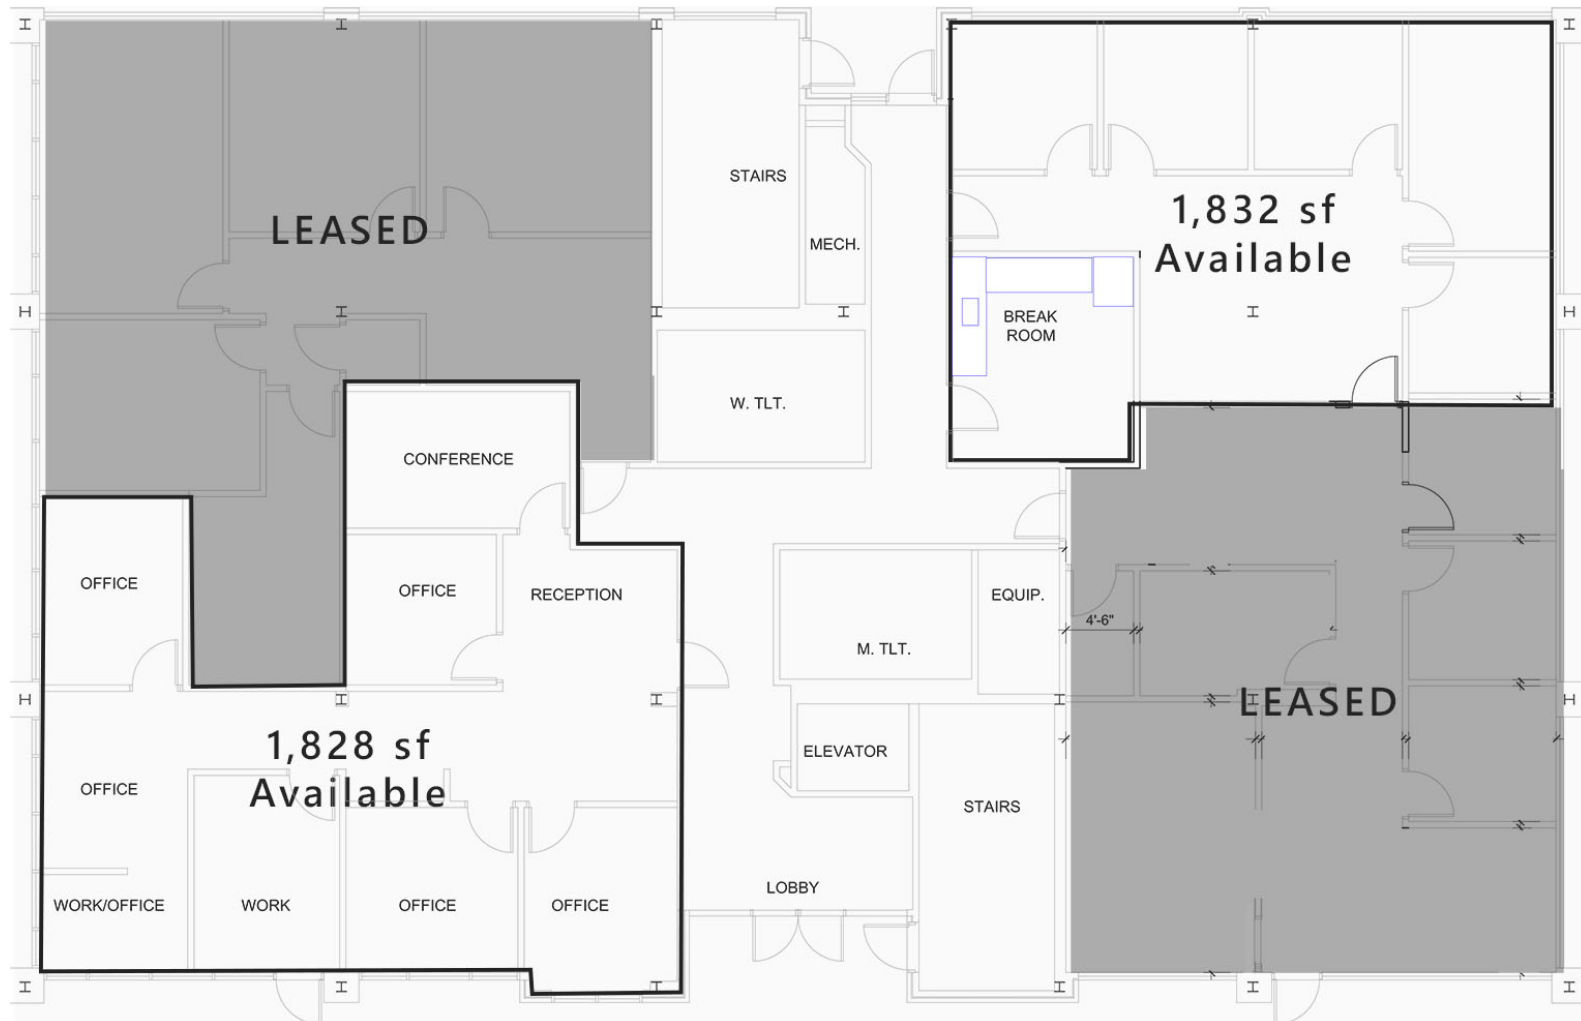 STAIRS
LEASED
MECH.
1,832 sf
Available
BREAK
ROOM
W. TLT.
CONFERENCE
OFFICE
OFFICE
RECEPTION
EQUIP.
4'-6"
M. TLT.
LEASED
1,828 sf
Available
ELEVATOR
OFFICE
STAIRS
LOBBY
WORK/OFFICE
WORK
OFFICE
OFFICE